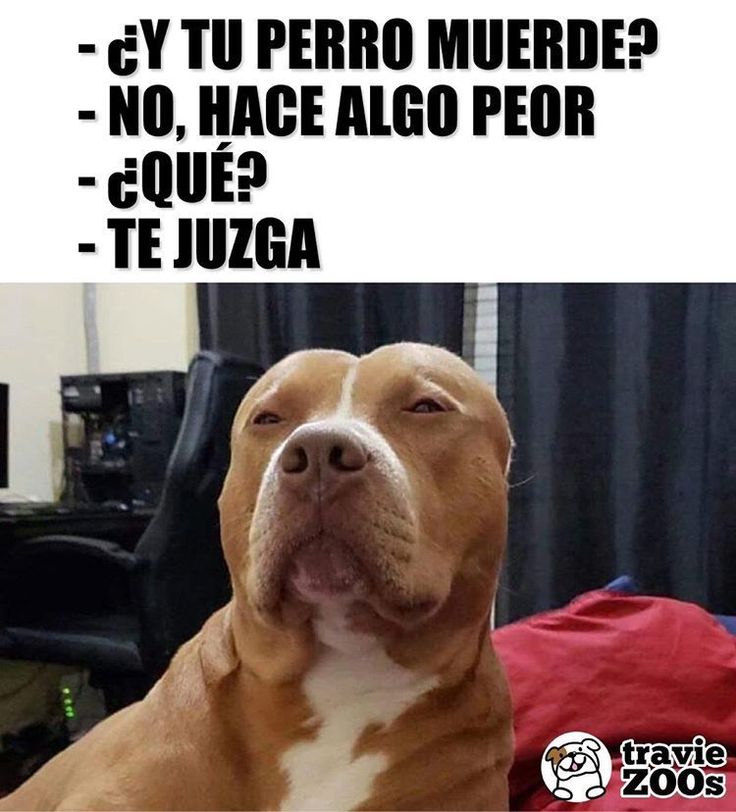 - ¿Y TU PERRO MUERDE?
- NO, HACE ALGO PEOR
- ¿QUÉ?
- TE JUZGA
travie
ZOOs